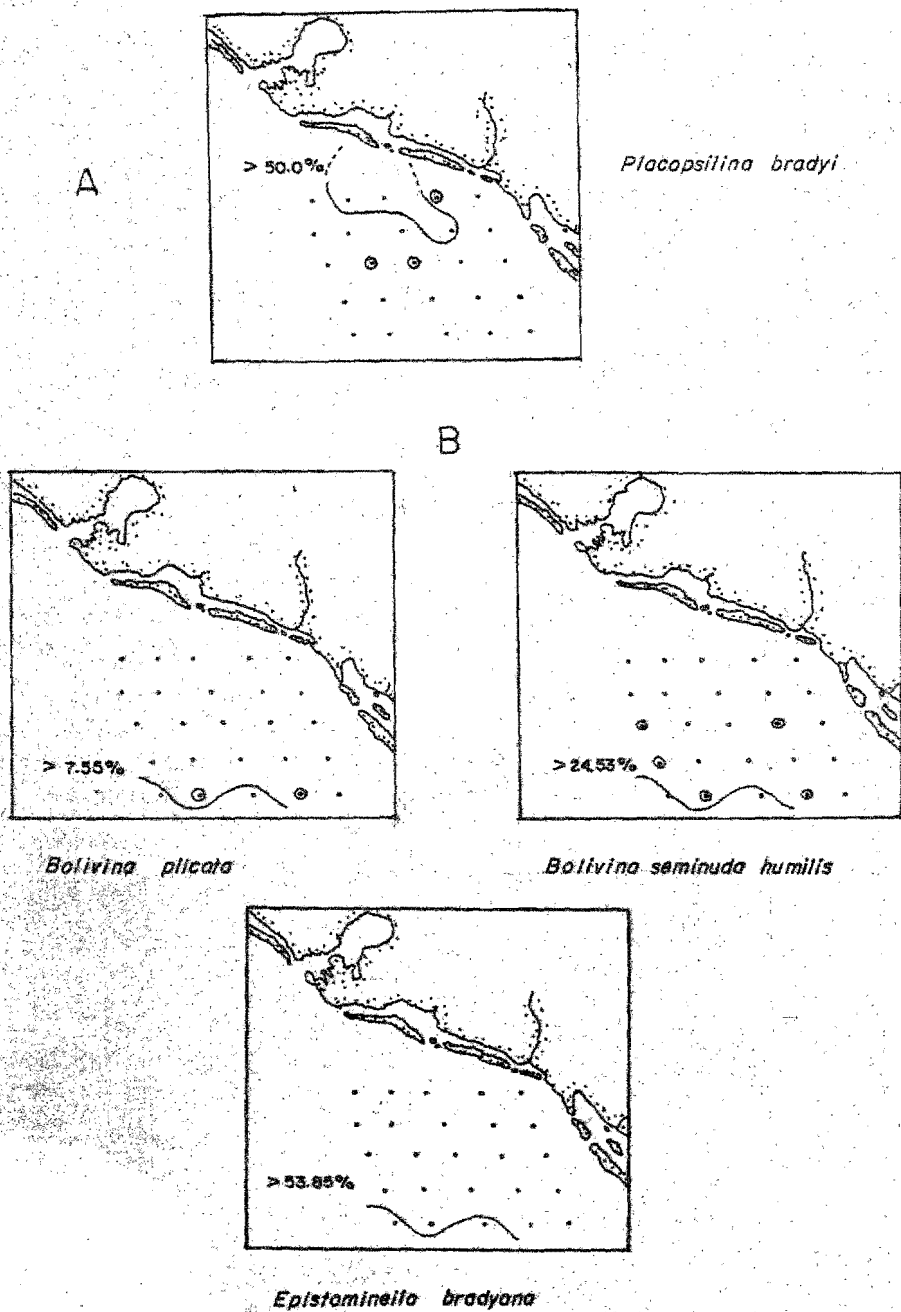 A
> 50.0%
Placopsilina bradyi
B
> 7.55%
> 24.53%
Bolivina plicata
Bolivina seminuda humilis
> 53.85%
Epistominella bradyana